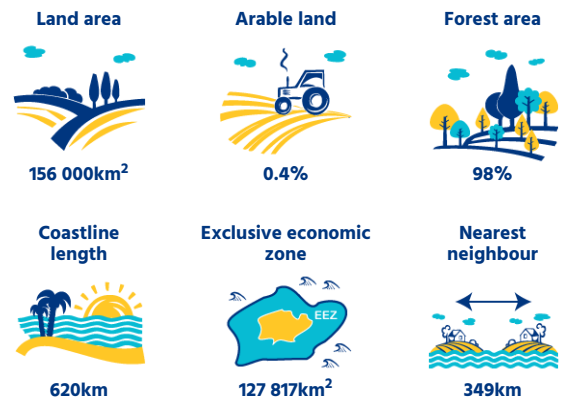 Land area
Arable land
Forest area
156 000km²
0.4%
98%
Coastline
length
Exclusive economic
zone
Nearest
neighbour
EEZ
620km
127 817km²
349km